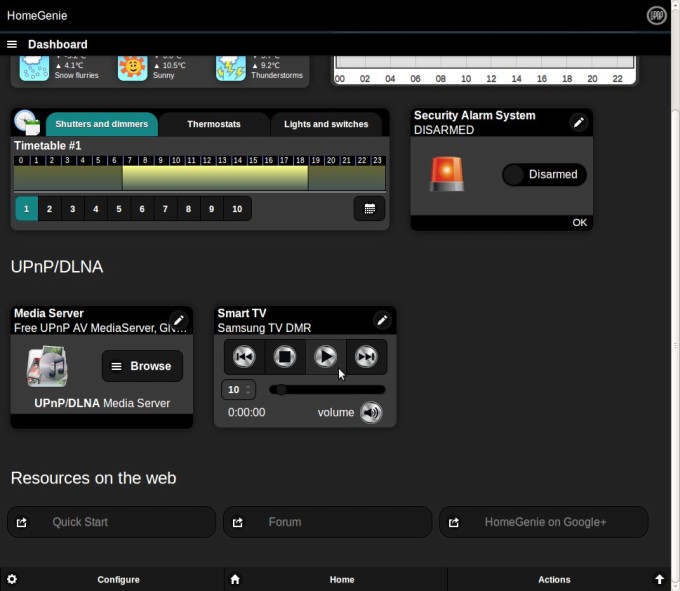 HomeGenie
UPnP
Dashboard
▲ 4.1°C
Snow flurries
▲ 10.5°C
Sunny
▲ 9.2°C
Thunderstorms
00 02 04 06 08 10 12 14 16 18 20 22
Shutters and dimmers Thermostats Lights and switches
Timetable #1
0 1 2 3 4 5 6 7 8 9 10 11 12 13 14 15 16 17 18 19 20 21 22 23
1 2 3 4 5 6 7 8 9 10
Security Alarm System
DISARMED
Disarmed
OK
UPnP/DLNA
Media Server
Free UPnP AV MediaServer, GN…
Browse
UPnP/DLNA Media Server
Smart TV
Samsung TV DMR
10
0:00:00 volume
Resources on the web
Quick Start Forum HomeGenie on Google+
Configure Home Actions